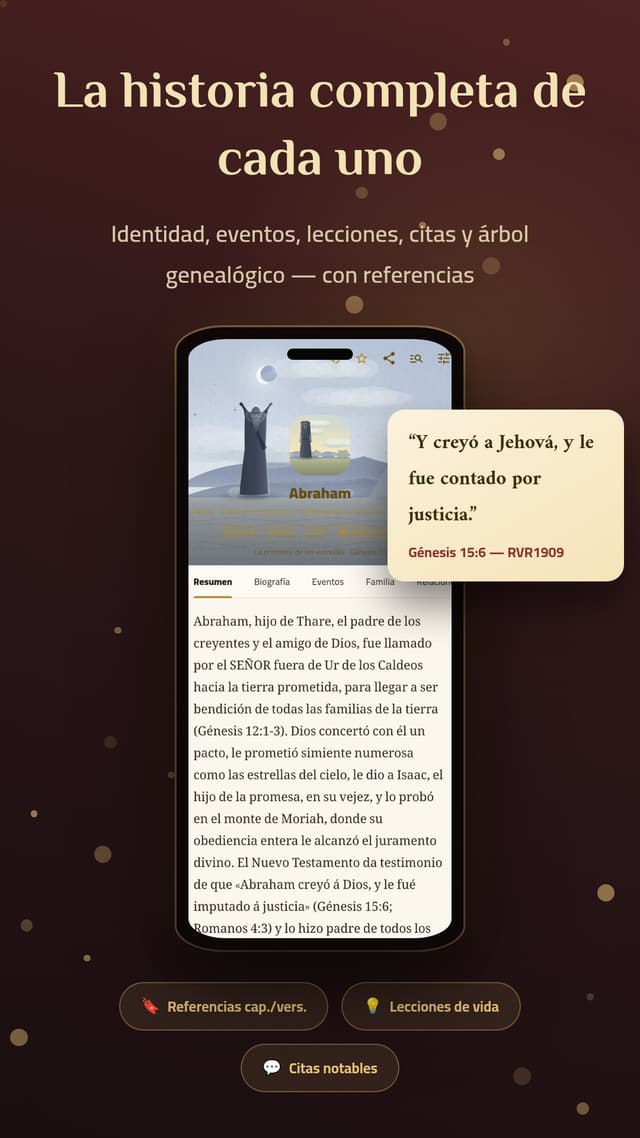 La historia completa de
cada uno
Identidad, eventos, lecciones, citas y árbol
genealógico — con referencias
Abraham
“Y creyó a Jehová, y le
fue contado por
justicia.”
Génesis 15:6 — RVR1909
Resumen Biografía Eventos Familia
Abraham, hijo de Thare, el padre de los
creyentes y el amigo de Dios, fue llamado
por el SEÑOR fuera de Ur de los Caldeos
hacia la tierra prometida, para llegar a ser
bendición de todas las familias de la tierra
(Génesis 12:1-3). Dios concertó con él un
pacto, le prometió simiente numerosa
como las estrellas del cielo, le dio a Isaac, el
hijo de la promesa, en su vejez, y lo probó
en el monte de Moriah, donde su
obediencia entera le alcanzó el juramento
divino. El Nuevo Testamento da testimonio
de que «Abraham creyó á Dios, y le fué
imputado á justicia» (Génesis 15:6;
Romanos 4:3) y lo hizo padre de todos los
🔖 Referencias cap./vers.
💡 Lecciones de vida
💬 Citas notables